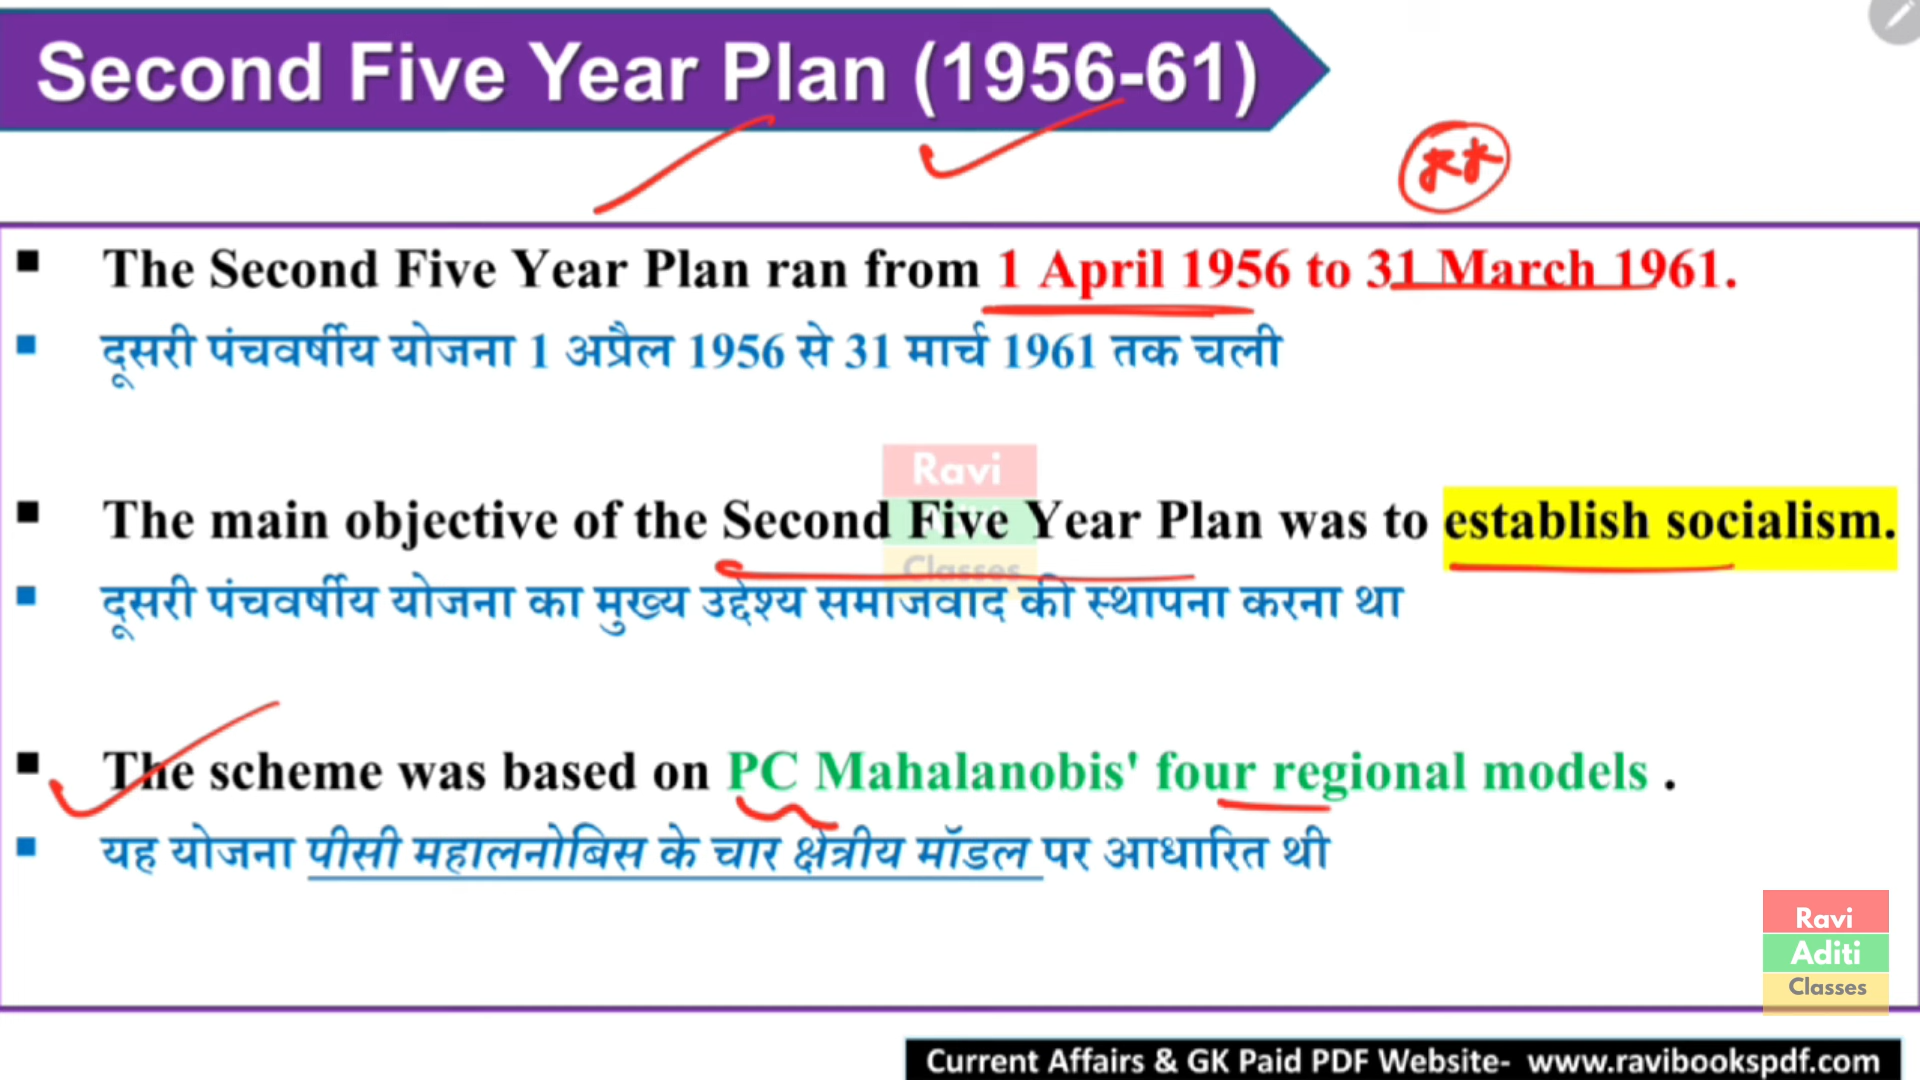 Second Five Year Plan (1956-61)
**
The Second Five Year Plan ran from 1 April 1956 to 31 March 1961.
दूसरी पंचवर्षीय योजना 1 अप्रैल 1956 से 31 मार्च 1961 तक चली
Ravi
The main objective of the Second Five Year Plan was to establish socialism.
Classes
दूसरी पंचवर्षीय योजना का मुख्य उद्देश्य समाजवाद की स्थापना करना था
The scheme was based on PC Mahalanobis' four regional models .
यह योजना पीसी महालनोबिस के चार क्षेत्रीय मॉडल पर आधारित थी
Ravi
Aditi
Classes
Current Affairs & GK Paid PDF Website- www.ravibookspdf.com